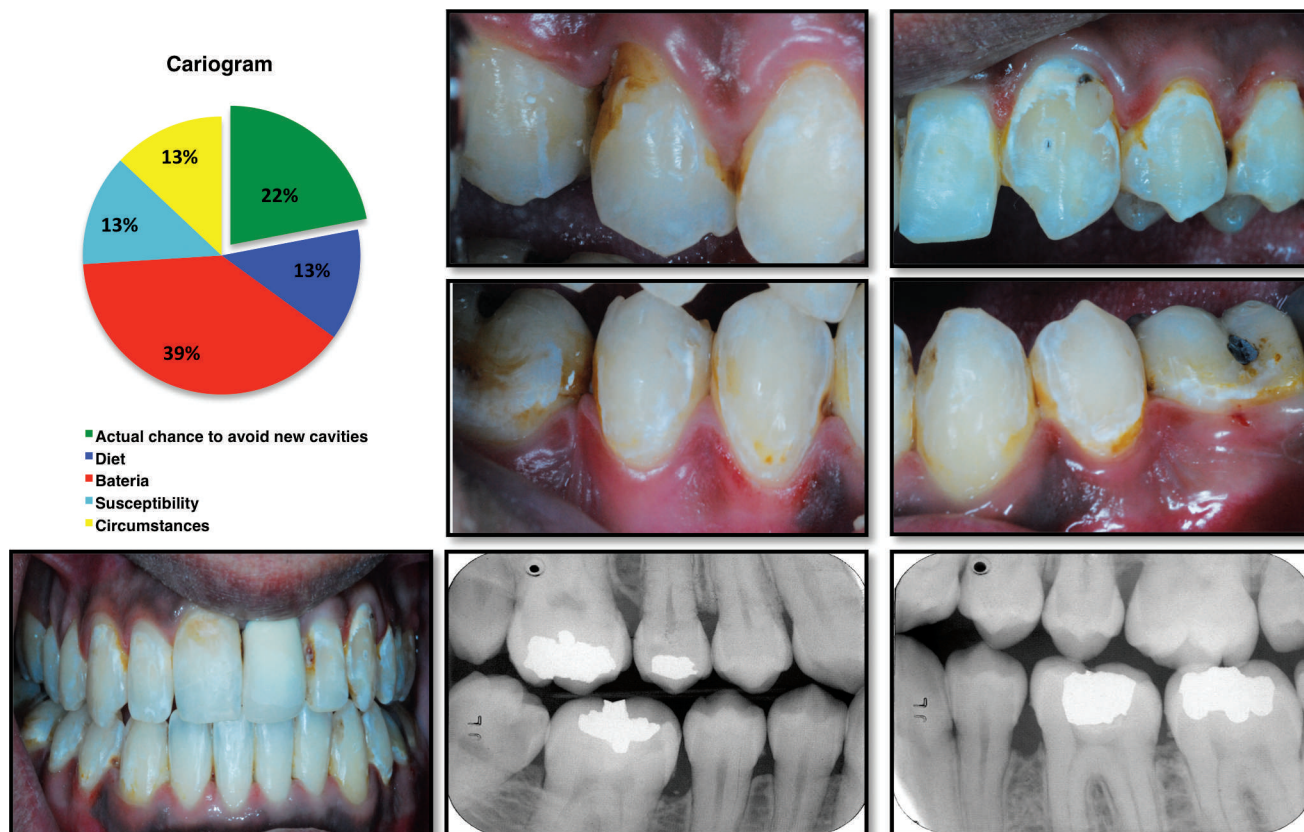 Cariogram
13%
22%
13%
13%
39%
Actual chance to avoid new cavities
Diet
Bateria
Susceptibility
Circumstances